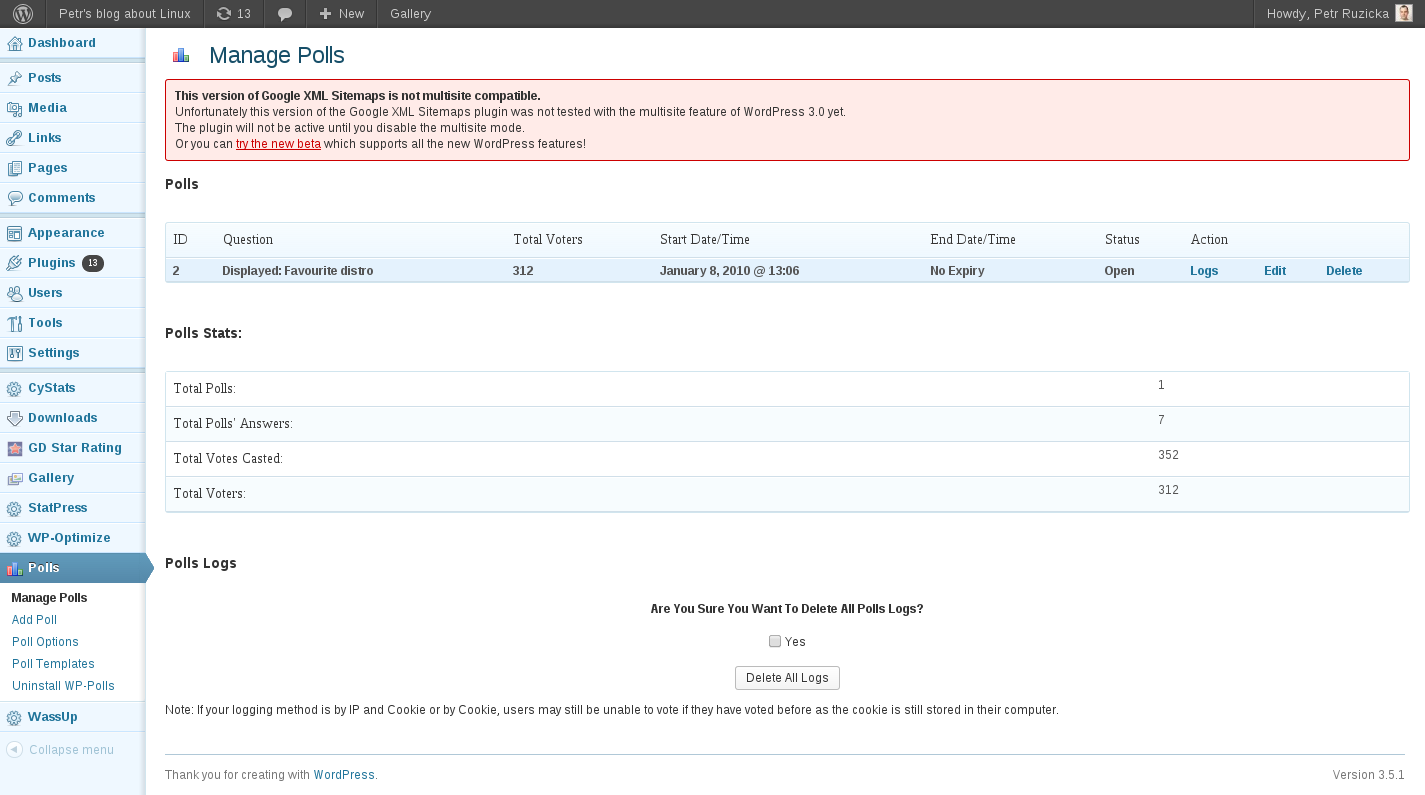 Petr's blog about Linux 13 New Gallery Howdy, Petr Ruzicka
Dashboard
Posts
Media
Links
Pages
Comments
Appearance
Plugins 13
Users
Tools
Settings
CyStats
Downloads
GD Star Rating
Gallery
StatPress
WP-Optimize
Polls
Manage Polls
Add Poll
Poll Options
Poll Templates
Uninstall WP-Polls
WassUp
Collapse menu
Manage Polls
This version of Google XML Sitemaps is not multisite compatible.
Unfortunately this version of the Google XML Sitemaps plugin was not tested with the multisite feature of WordPress 3.0 yet.
The plugin will not be active until you disable the multisite mode.
Or you can try the new beta which supports all the new WordPress features!
Polls
ID Question Total Voters Start Date/Time End Date/Time Status Action
2 Displayed: Favourite distro 312 January 8, 2010 @ 13:06 No Expiry Open Logs Edit Delete
Polls Stats:
Total Polls: 1
Total Polls' Answers: 7
Total Votes Casted: 352
Total Voters: 312
Polls Logs
Are You Sure You Want To Delete All Polls Logs?
Yes
Delete All Logs
Note: If your logging method is by IP and Cookie or by Cookie, users may still be unable to vote if they have voted before as the cookie is still stored in their computer.
Thank you for creating with WordPress. Version 3.5.1